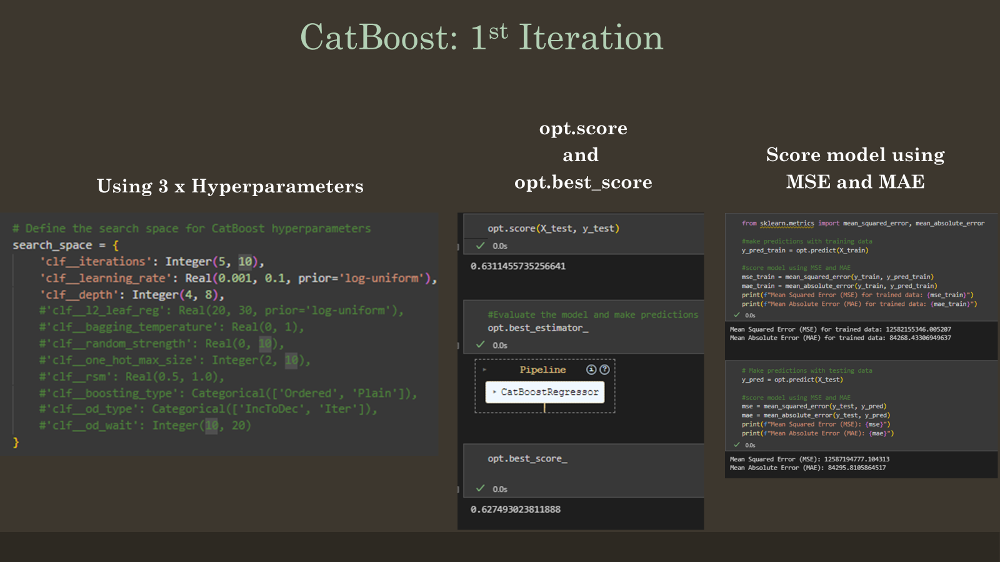 CatBoost: 1st Iteration
Using 3 x Hyperparameters
# Define the search space for CatBoost hyperparameters
search_space = {
'clf__iterations': Integer(5, 10),
'clf__learning_rate': Real(0.001, 0.1, prior='log-uniform'),
'clf__depth': Integer(4, 8),
#'clf__l2_leaf_reg': Real(20, 30, prior='log-uniform'),
#'clf__bagging_temperature': Real(0, 1),
#'clf__random_strength': Real(0, 10),
#'clf__one_hot_max_size': Integer(2, 10),
#'clf__rsm': Real(0.5, 1.0),
#'clf__boosting_type': Categorical(['Ordered', 'Plain']),
#'clf__od_type': Categorical(['IncToDec', 'Iter']),
#'clf__od_wait': Integer(10, 20)
}
opt.score
and
opt.best_score
opt.score(X_test, y_test)
0.0s
0.6311455735256641
#Evaluate the model and make predictions
opt.best_estimator_
0.0s
Pipeline
CatBoostRegressor
opt.best_score_
0.0s
0.627493023811888
Score model using
MSE and MAE
from sklearn.metrics import mean_squared_error, mean_absolute_error
#make predictions with training data
y_pred_train = opt.predict(X_train)
#score model using MSE and MAE
mse_train = mean_squared_error(y_train, y_pred_train)
mae_train = mean_absolute_error(y_train, y_pred_train)
print(f"Mean Squared Error (MSE) for trained data: {mse_train}")
print(f"Mean Absolute Error (MAE) for trained data: {mae_train}")
0.0s
Mean Squared Error (MSE) for trained data: 12582155346.005207
Mean Absolute Error (MAE) for trained data: 84268.43306949637
# Make predictions with testing data
y_pred = opt.predict(X_test)
#score model using MSE and MAE
mse = mean_squared_error(y_test, y_pred)
mae = mean_absolute_error(y_test, y_pred)
print(f"Mean Squared Error (MSE): {mse}")
print(f"Mean Absolute Error (MAE): {mae}")
0.0s
Mean Squared Error (MSE): 12587194777.104313
Mean Absolute Error (MAE): 84295.8105864517